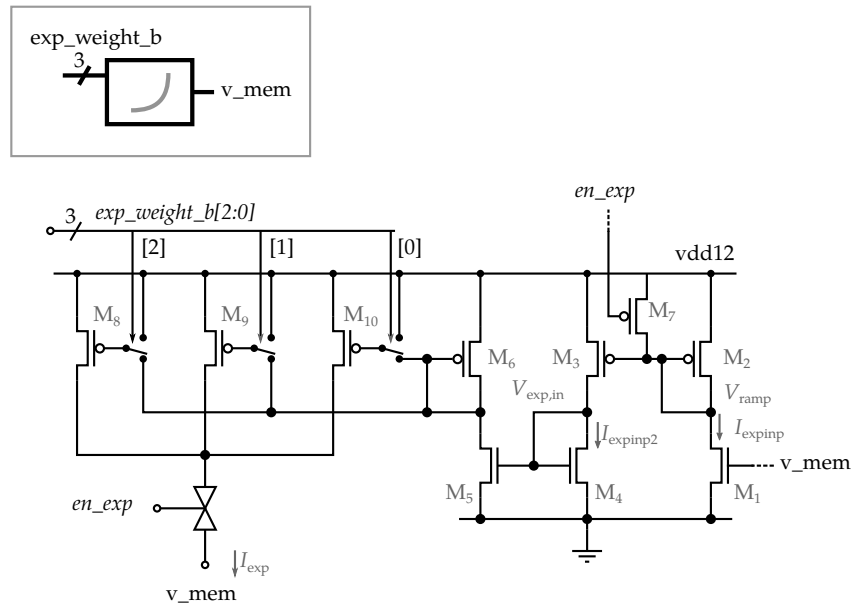 exp_weight_b
3
v_mem
en_exp
3
exp_weight_b[2:0]
[2]
[1]
[0]
vdd12
M8
M9
M10
M6
M3
M7
M2
Vexp,in
Vramp
Iexpinp2
Iexpinp
M5
M4
M1
v_mem
en_exp
Iexp
v_mem